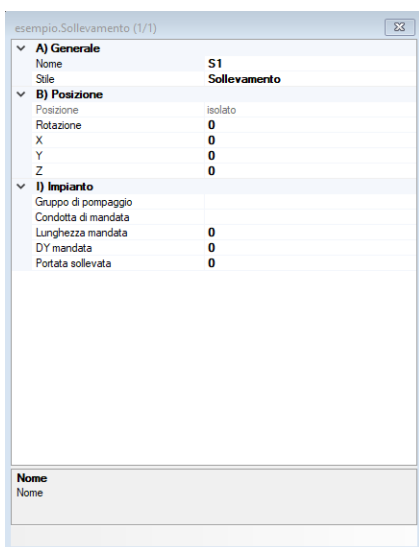 esempio.Sollevamento (1/1)
A) Generale
Nome S1
Stile Sollevamento
B) Posizione
Posizione isolato
Rotazione 0
X 0
Y 0
Z 0
I) Impianto
Gruppo di pompaggio
Condotta di mandata
Lunghezza mandata 0
DY mandata 0
Portata sollevata 0
Nome
Nome